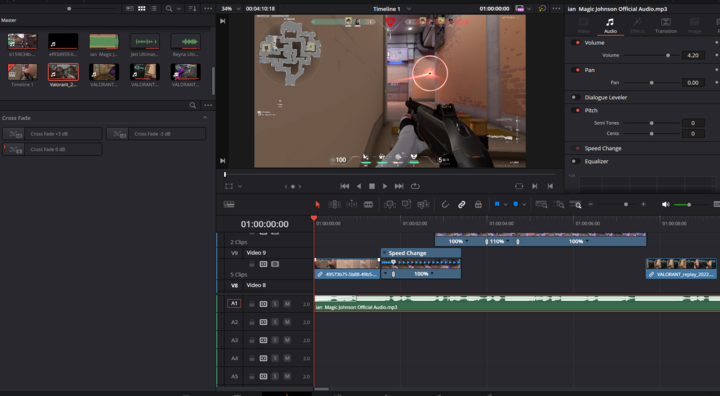 34%
00:04:10:18
Timeline 1
01:00:00:00
ian Magic Johnson Official Audio.mp3
Master
Audio
Effects
Transition
Image
Volume
Volume 4.20
Pan
Pan 0.00
Dialogue Leveler
Pitch
Semi Tones 0
Cents 0
Speed Change
Equalizer
ian Magic J...
Jett Ultimat...
Reyna Ultim...
Timeline 1
Valorant_2...
VALORANT...
VALORANT...
VALORANT...
Cross Fade
Cross Fade +3 dB
Cross Fade -3 dB
Cross Fade 0 dB
100
5
01:00:00:00
01:00:00:00
01:00:02:00
01:00:04:00
01:00:06:00
01:00:08:00
2 Clips
100%
110%
100%
V9
Video 9
Speed Change
5 Clips
100%
VALORANT_replay_2022...
V8
Video 8
A1
S
M
2.0
ian Magic Johnson Official Audio.mp3
A2
S
M
2.0
A3
S
M
2.0
A4
S
M
2.0
A5
S
M
2.0